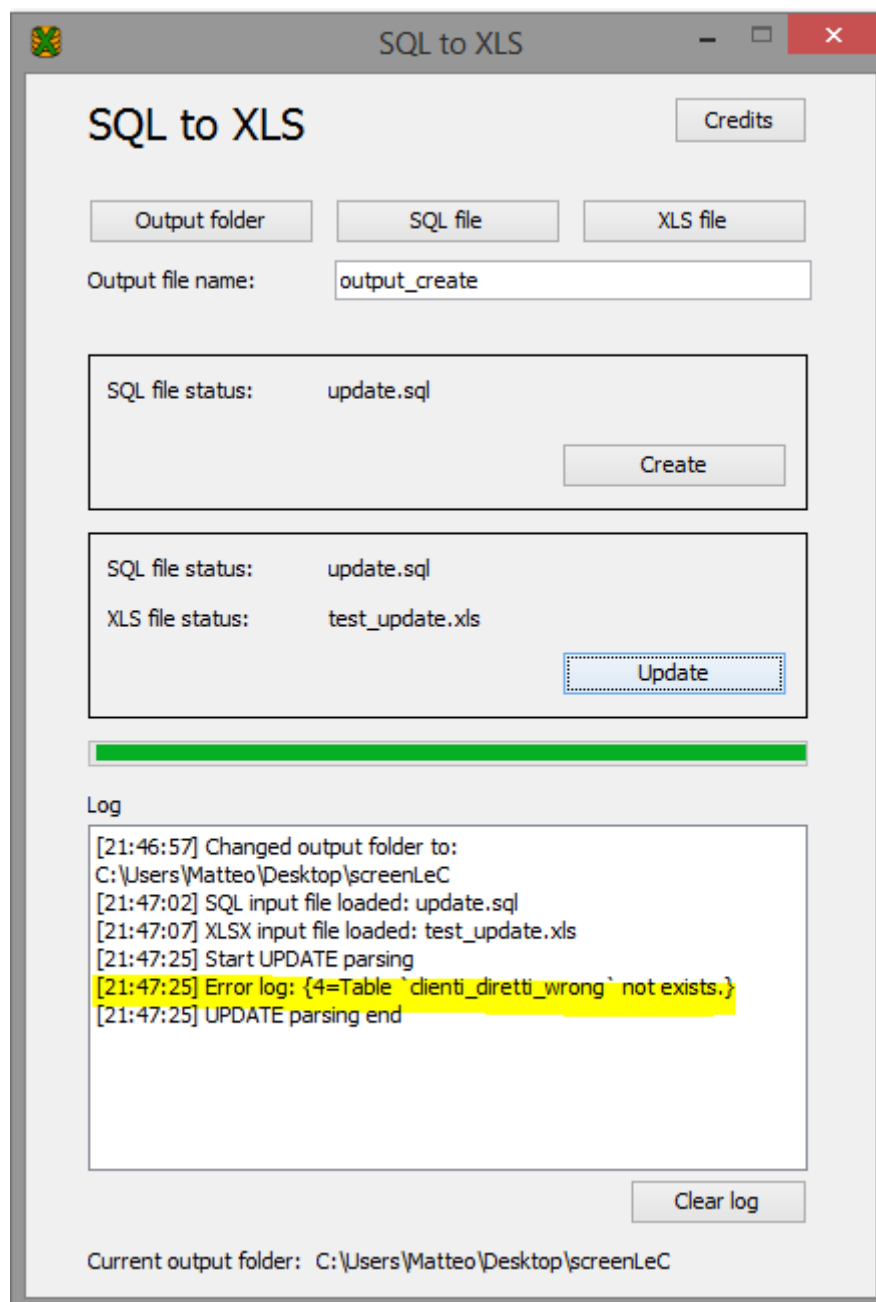 SQL to XLS
SQL to XLS
Credits
Output folder
SQL file
XLS file
Output file name:
output_create
SQL file status:
update.sql
Create
SQL file status:
update.sql
XLS file status:
test_update.xls
Update
Log
[21:46:57] Changed output folder to:
C:\Users\Matteo\Desktop\screenLeC
[21:47:02] SQL input file loaded: update.sql
[21:47:07] XLSX input file loaded: test_update.xls
[21:47:25] Start UPDATE parsing
[21:47:25] Error log: {4=Table `clienti_diretti_wrong` not exists.}
[21:47:25] UPDATE parsing end
Clear log
Current output folder: C:\Users\Matteo\Desktop\screenLeC